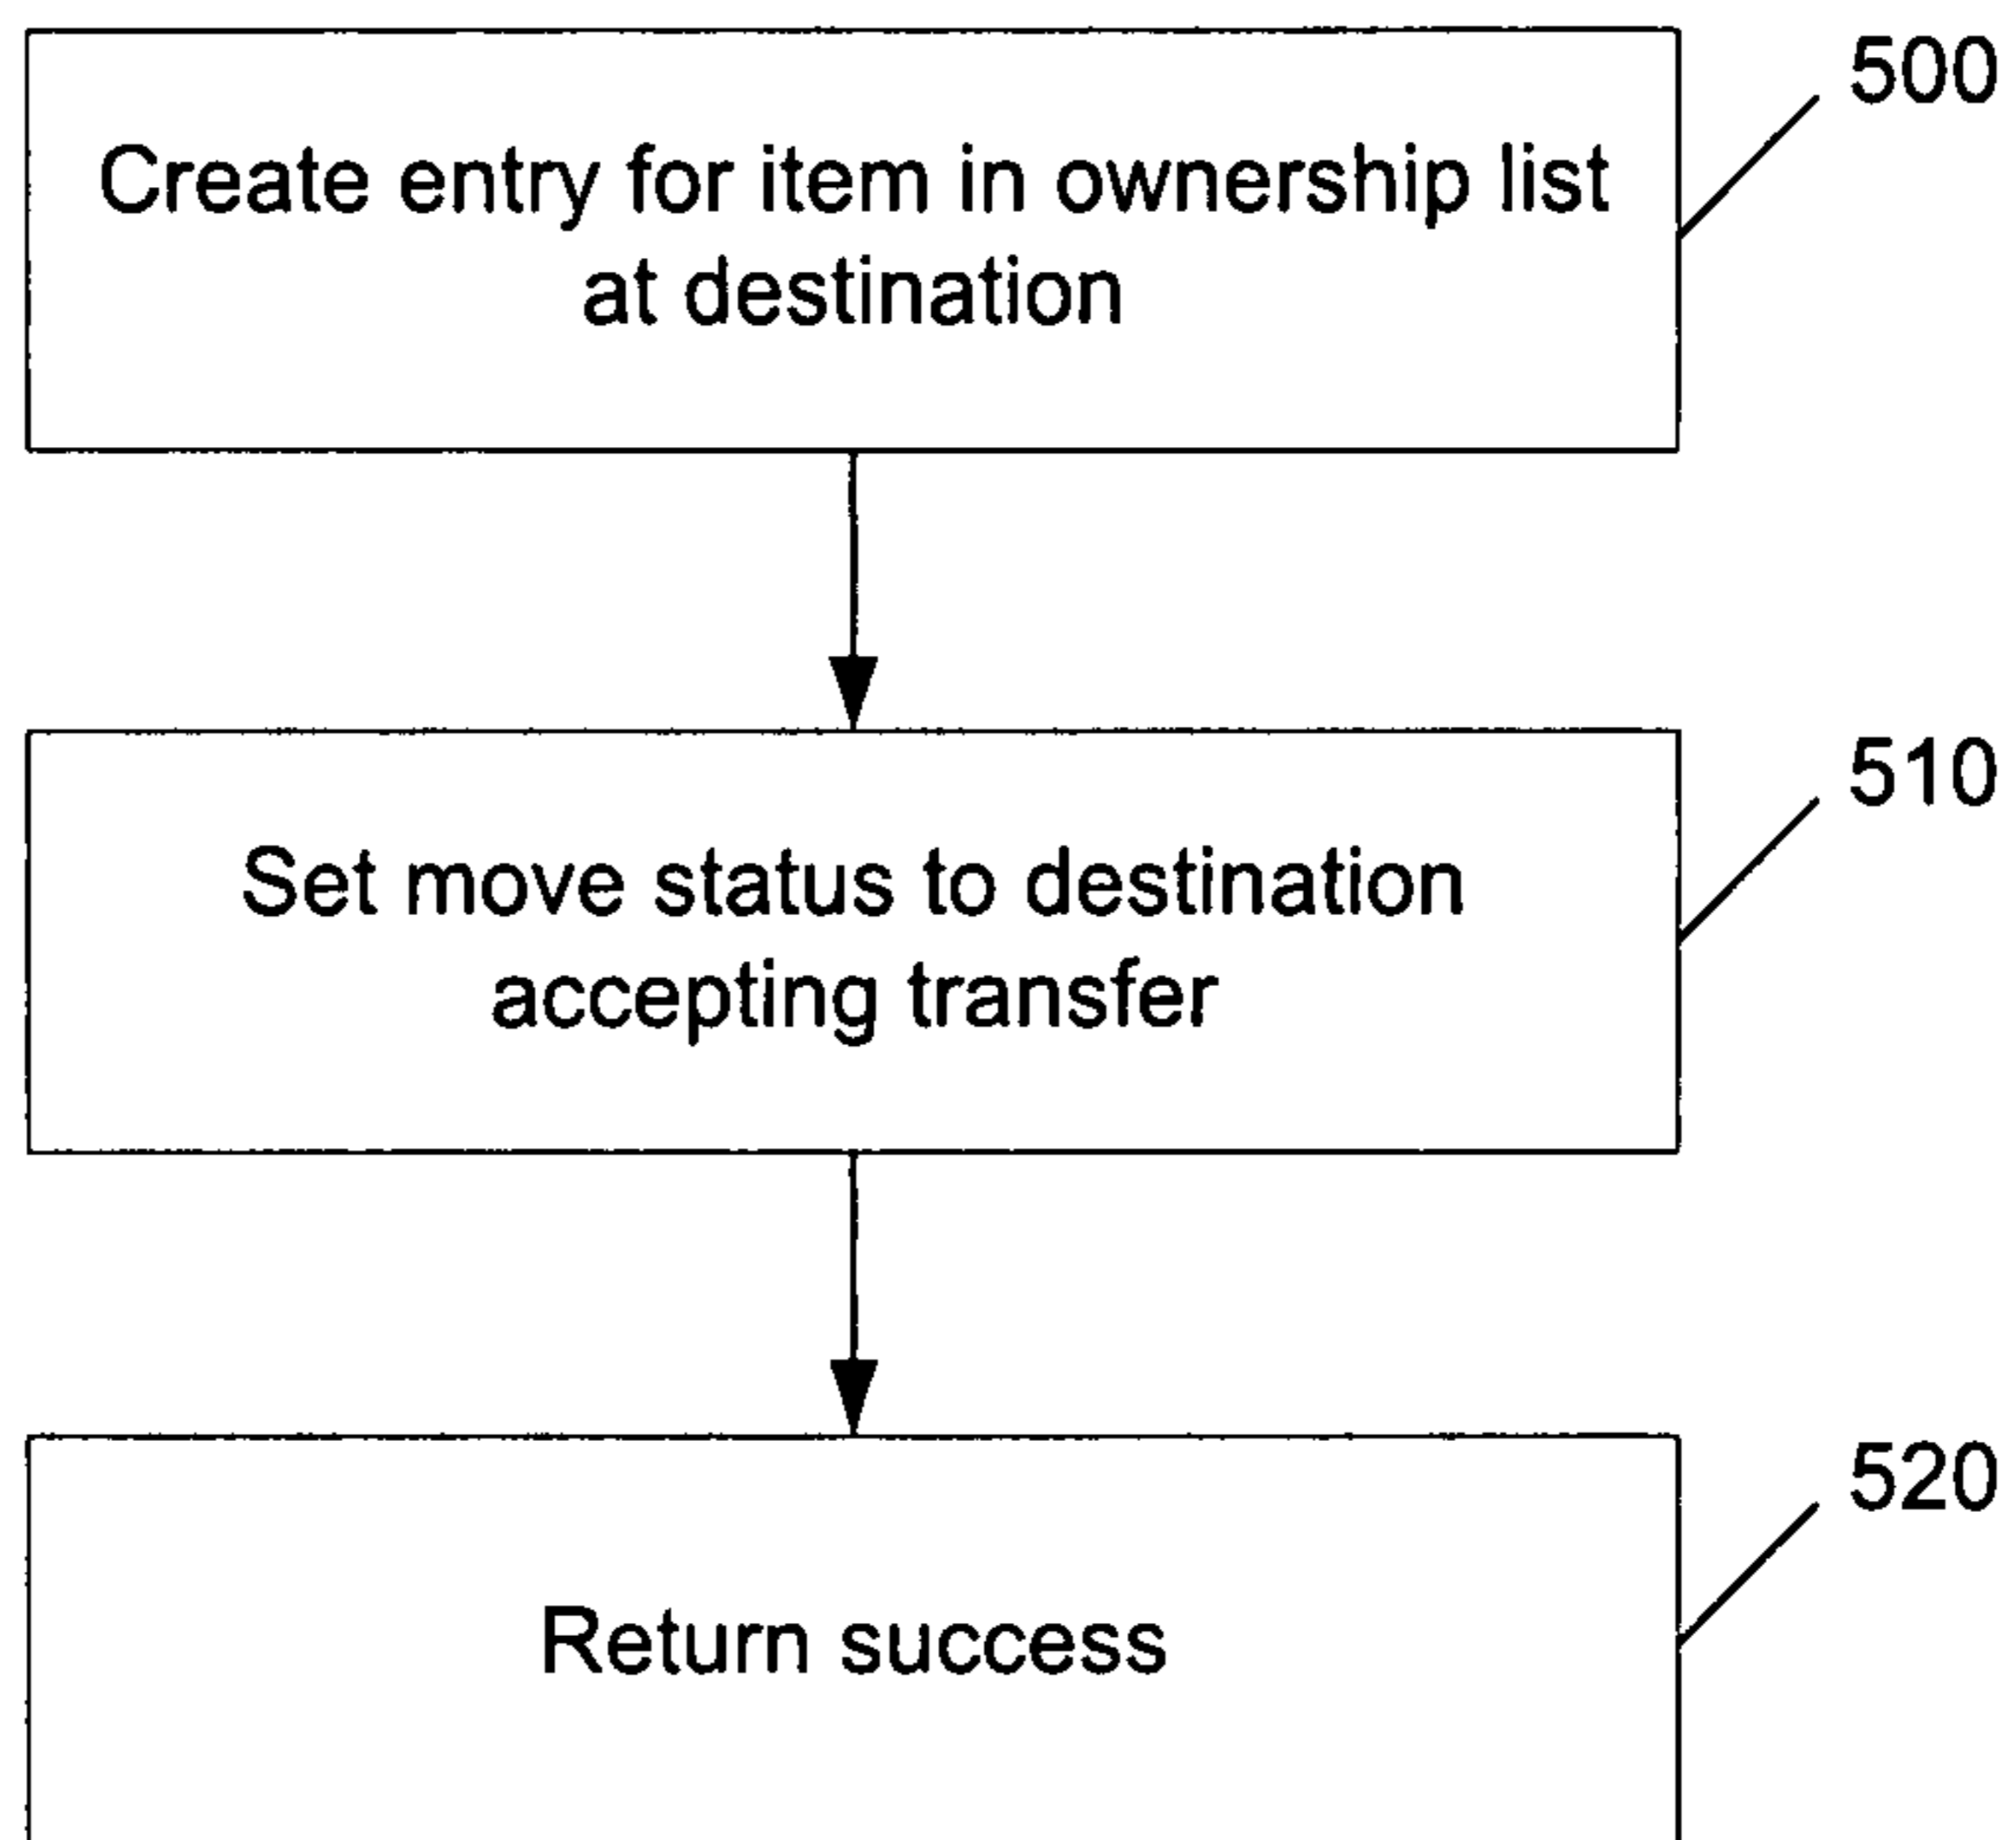 500
Create entry for item in ownership list
at destination
510
Set move status to destination
accepting transfer
520
Return success